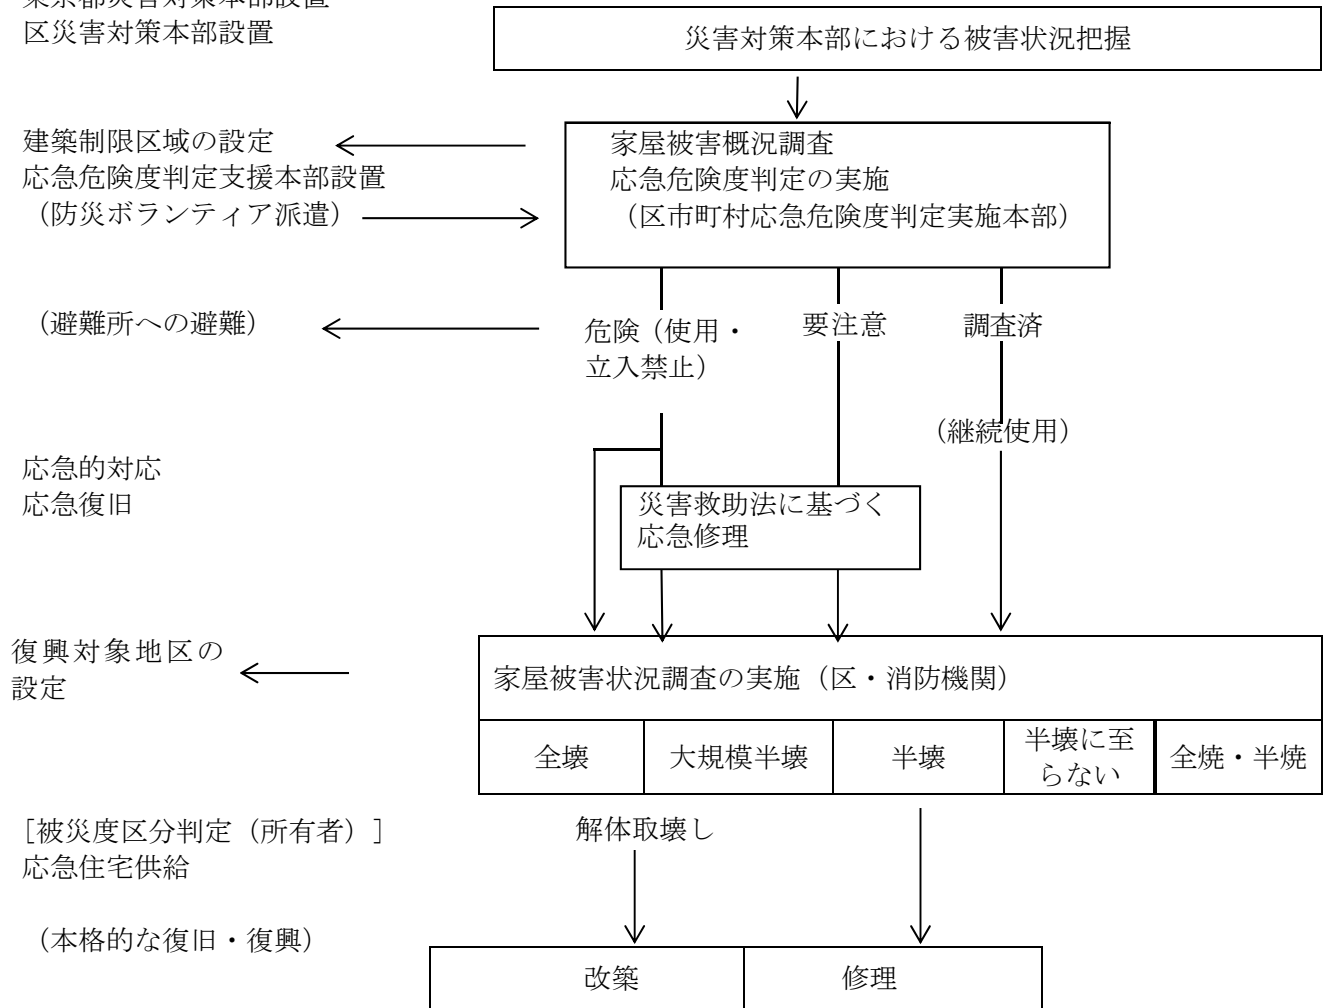 区災害対策本部設置
災害対策本部における被害状況把握
建築制限区域の設定
応急危険度判定支援本部設置
（防災ボランティア派遣）
家屋被害概況調査
応急危険度判定の実施
（区市町村応急危険度判定実施本部）
（避難所への避難）
危険（使用・
立入禁止）
要注意
調査済
（継続使用）
応急的対応
応急復旧
災害救助法に基づく
応急修理
復興対象地区の
設定
家屋被害状況調査の実施（区・消防機関）
全壊
大規模半壊
半壊
半壊に至
らない
全焼・半焼
［被災度区分判定（所有者）］
応急住宅供給
解体取壊し
（本格的な復旧・復興）
改築
修理